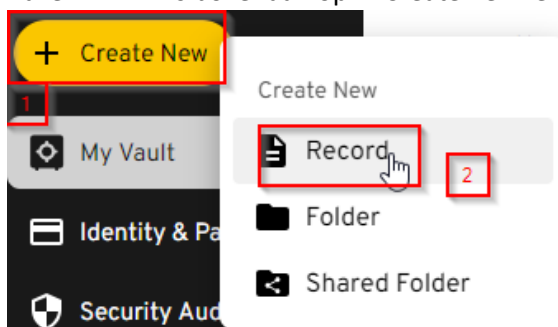 Create New
1
Create New
My Vault
Record
2
Folder
Identity & Pa
Shared Folder
Security Aud